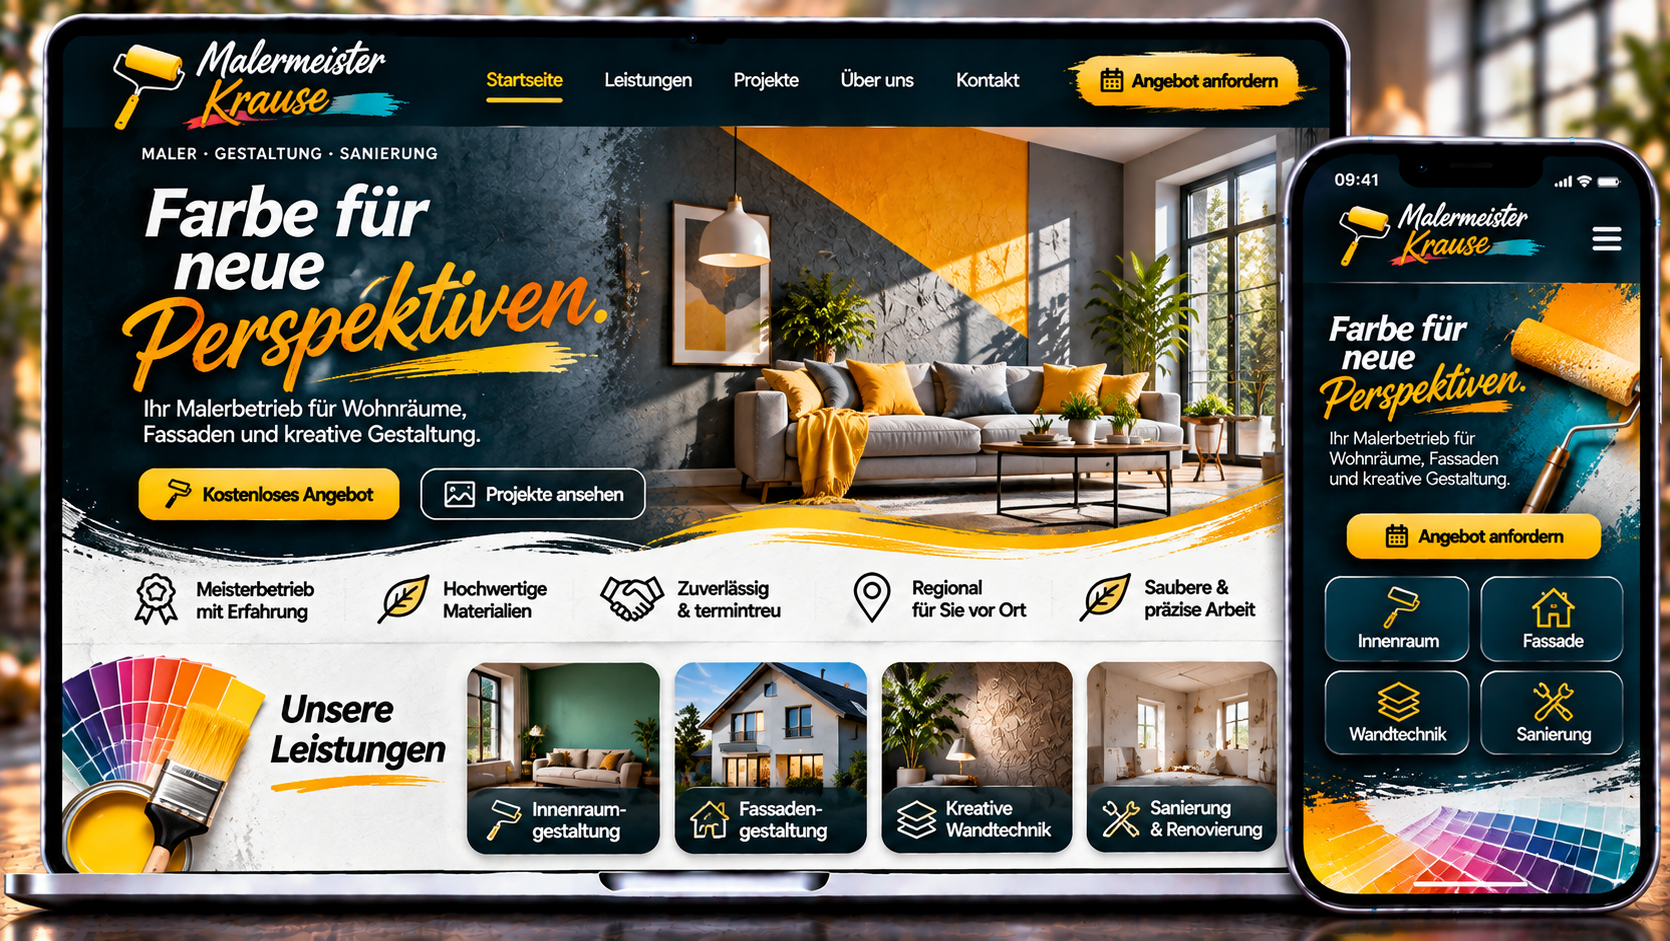 Malermeister
Krause
Startseite
Leistungen
Projekte
Über uns
Kontakt
Angebot anfordern
MALER · GESTALTUNG · SANIERUNG
Farbe für
neue
Perspektiven.
Ihr Malerbetrieb für Wohnräume,
Fassaden und kreative Gestaltung.
Kostenloses Angebot
Projekte ansehen
Meisterbetrieb
mit Erfahrung
Hochwertige
Materialien
Zuverlässig
& termintreu
Regional
für Sie vor Ort
Saubere &
präzise Arbeit
Unsere
Leistungen
Innenraum-
gestaltung
Fassaden-
gestaltung
Kreative
Wandtechnik
Sanierung
& Renovierung
09:41
Malermeister
Krause
Farbe für
neue
Perspektiven.
Ihr Malerbetrieb für
Wohnräume, Fassaden
und kreative Gestaltung.
Angebot anfordern
Innenraum
Fassade
Wandtechnik
Sanierung